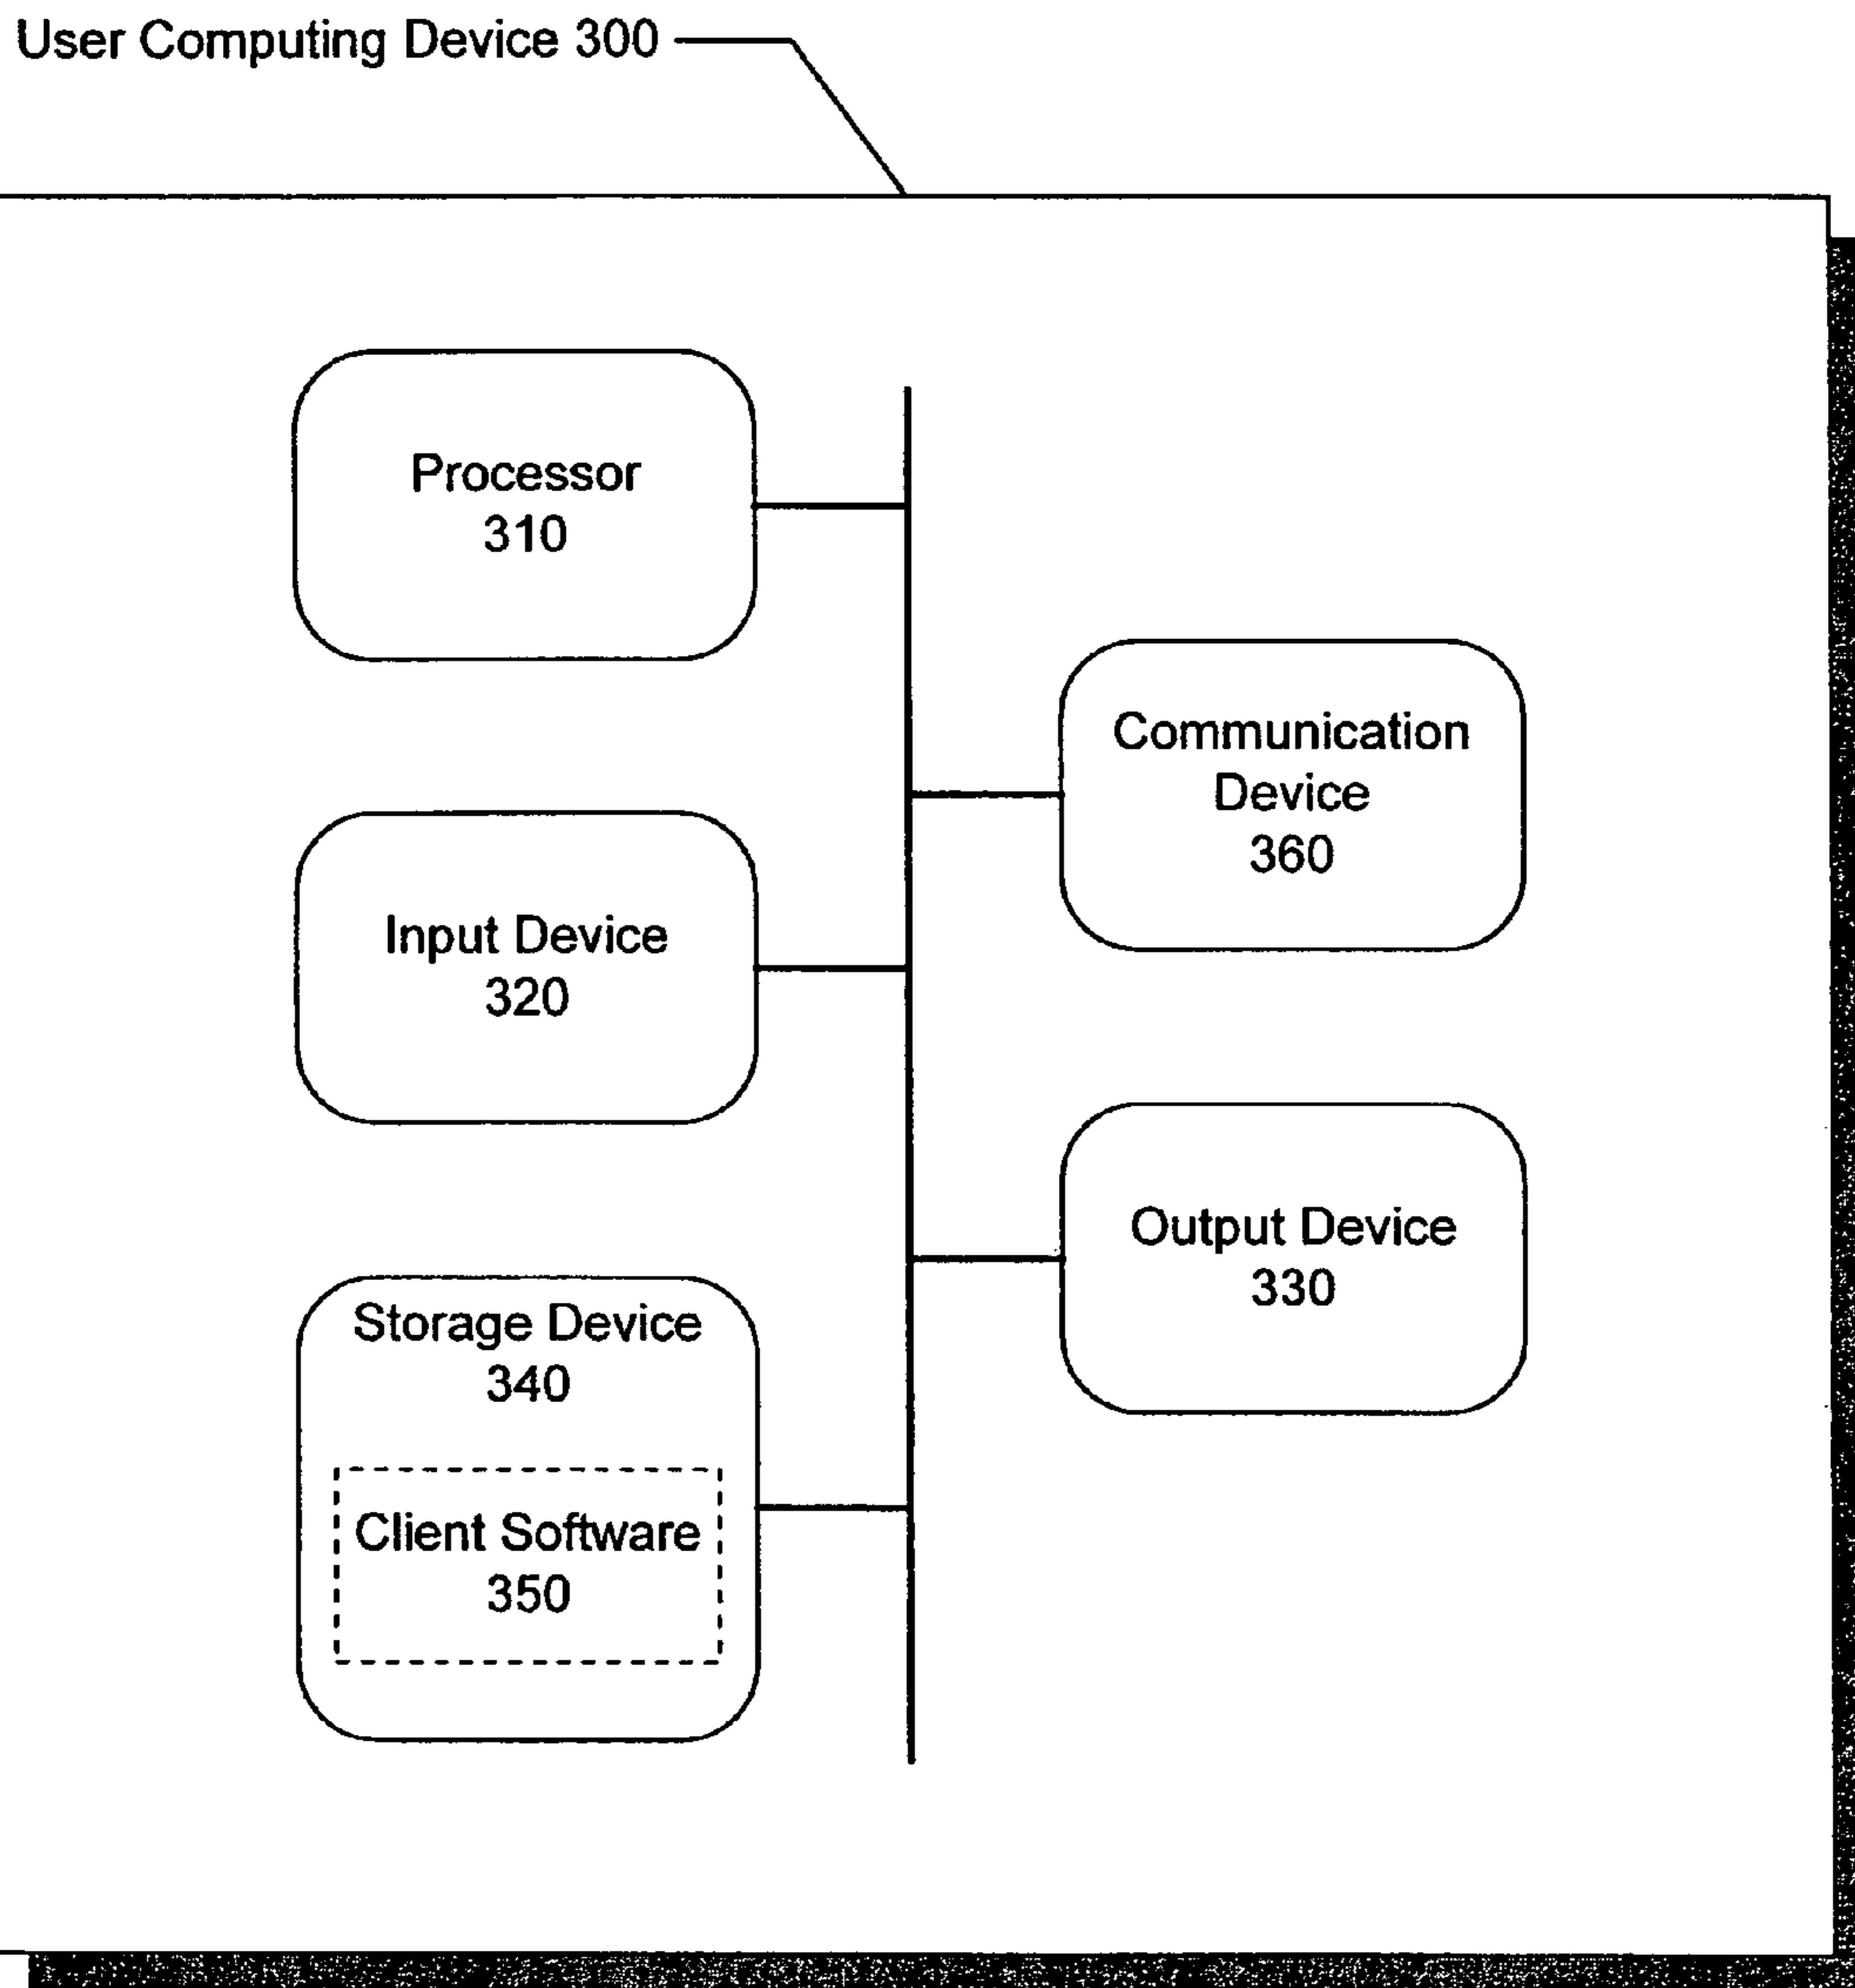 User Computing Device 300
Processor
310
Communication
Device
360
Input Device
320
Output Device
330
Storage Device
340
Client Software
350